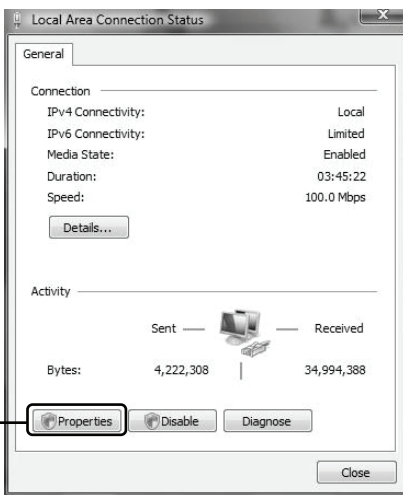 Local Area Connection Status
General
Connection
IPv4 Connectivity: Local
IPv6 Connectivity: Limited
Media State: Enabled
Duration: 03:45:22
Speed: 100.0 Mbps
Details...
Activity
Sent Received
Bytes: 4,222,308 34,994,388
Properties Disable Diagnose
Close